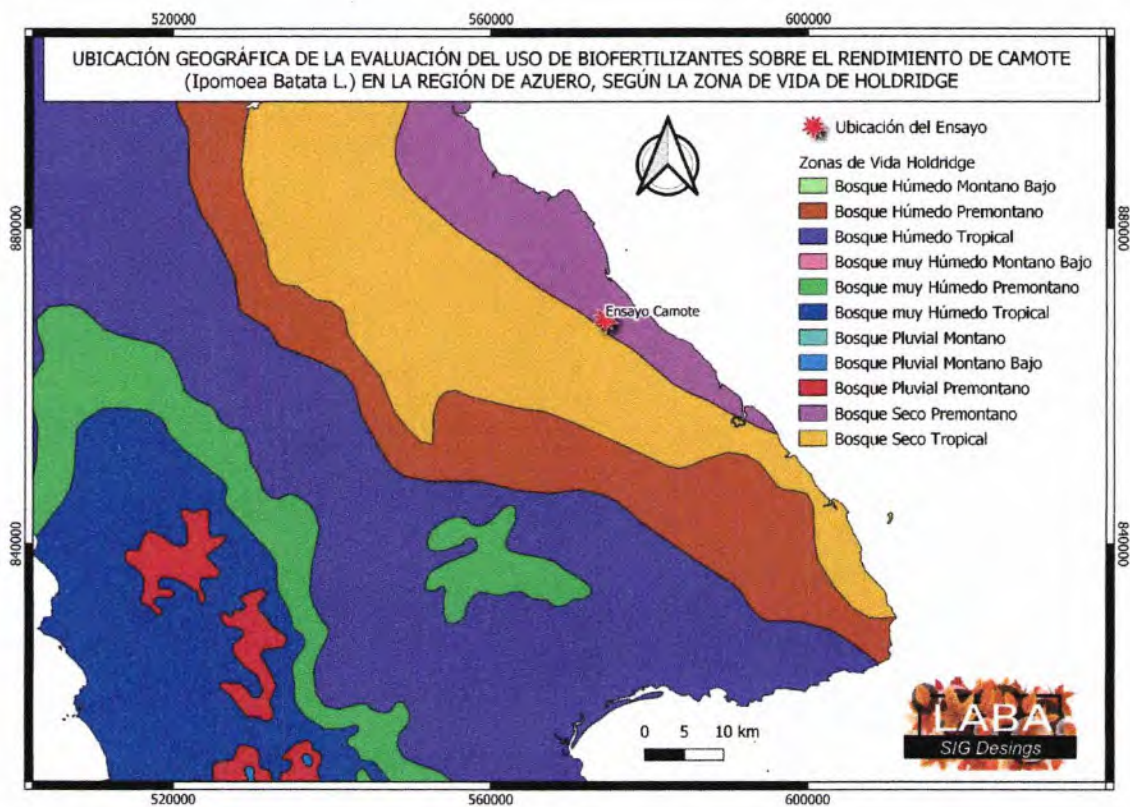 520000
560000
600000
UBICACIÓN GEOGRÁFICA DE LA EVALUACIÓN DEL USO DE BIOFERTILIZANTES SOBRE EL RENDIMIENTO DE CAMOTE
(Ipomoea Batata L.) EN LA REGIÓN DE AZUERO, SEGÚN LA ZONA DE VIDA DE HOLDRIDGE
Ubicación del Ensayo
Zonas de Vida Holdridge
Bosque Húmedo Montano Bajo
Bosque Húmedo Premontano
Bosque Húmedo Tropical
Bosque muy Húmedo Montano Bajo
Bosque muy Húmedo Premontano
Bosque muy Húmedo Tropical
Bosque Pluvial Montano
Bosque Pluvial Montano Bajo
Bosque Pluvial Premontano
Bosque Seco Premontano
Bosque Seco Tropical
880000
880000
Ensayo Camote
840000
840000
0 5 10 km
LABA
SIG Desings
520000
560000
600000